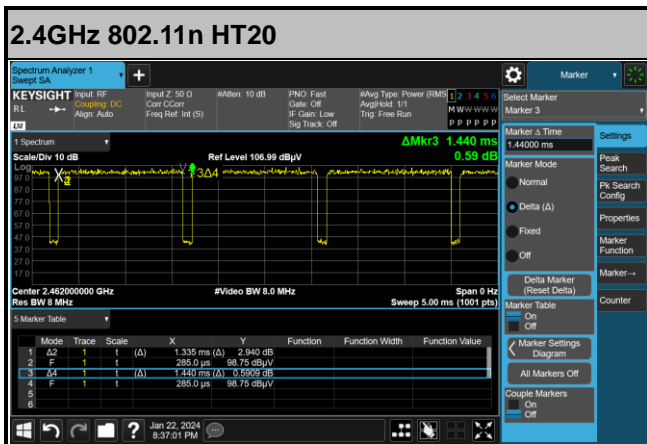 2.4GHz 802.11n HT20
Spectrum Analyzer 1
Swept SA
Marker
KEYSIGHT
RL
LXI
Input: RF
Coupling: DC
Align: Auto
Input Z: 50 Ω
Corr CCorr
Freq Ref: Int (S)
#Atten: 10 dB
PNO: Fast
Gate: Off
IF Gain: Low
Sig Track: Off
#Avg Type: Power (RMS
Avg|Hold: 1/1
Trig: Free Run
1 2 3 4 5 6
M W W W W W
P P P P P P
Select Marker
Marker 3
1 Spectrum
ΔMkr3 1.440 ms
0.59 dB
Scale/Div 10 dB
Ref Level 106.99 dBµV
Log
97.0
87.0
77.0
67.0
57.0
47.0
37.0
27.0
17.0
3Δ4
Center 2.462000000 GHz
#Video BW 8.0 MHz
Span 0 Hz
Res BW 8 MHz
Sweep 5.00 ms (1001 pts)
5 Marker Table
Mode Trace Scale X Y Function Function Width Function Value
1 Δ2 1 t (Δ) 1.335 ms (Δ) 2.940 dB
2 F 1 t 285.0 µs 98.75 dBµV
3 Δ4 1 t (Δ) 1.440 ms (Δ) 0.5909 dB
4 F 1 t 285.0 µs 98.75 dBµV
5
6
Marker Δ Time
1.44000 ms
Marker Mode
Normal
Delta (Δ)
Fixed
Off
Delta Marker
(Reset Delta)
Marker Table
On
Off
Marker Settings
Diagram
All Markers Off
Couple Markers
On
Off
Settings
Peak
Search
Pk Search
Config
Properties
Marker
Function
Marker→
Counter
Jan 22, 2024
8:37:01 PM